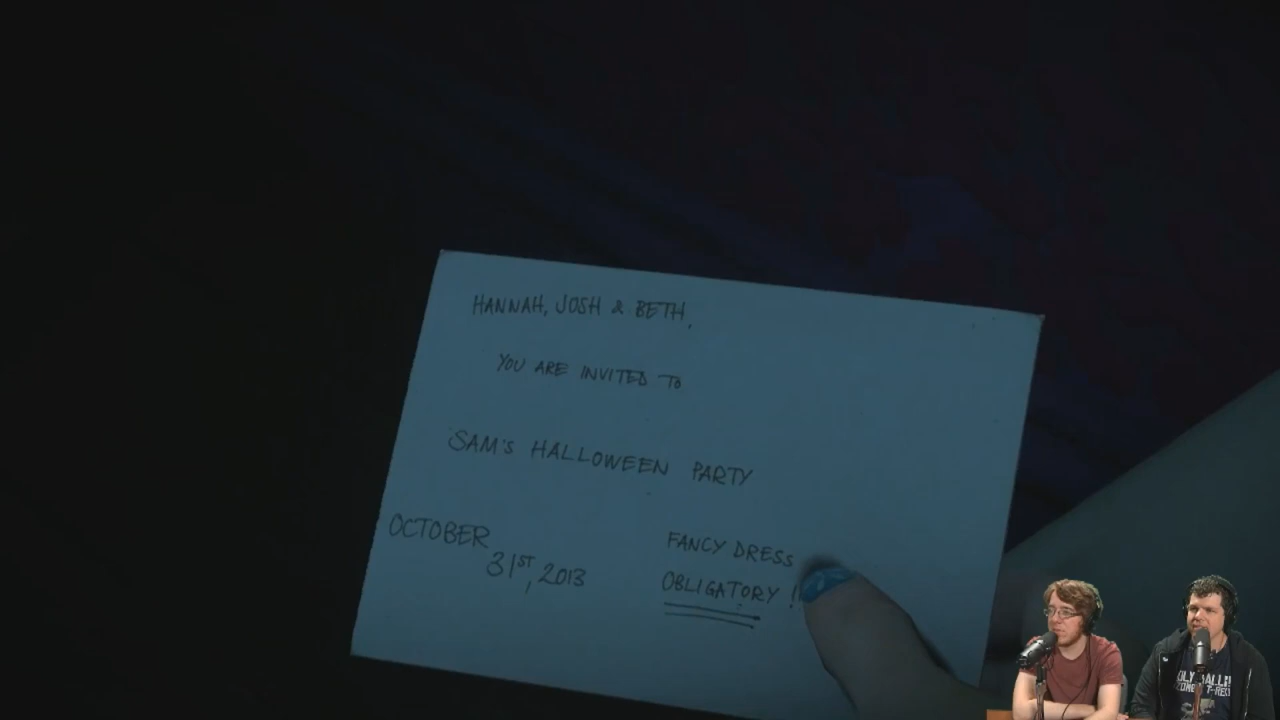 HANNAH, JOSH & BETH,
YOU ARE INVITED TO
SAM'S HALLOWEEN PARTY
OCTOBER
31ST, 2013
FANCY DRESS
OBLIGATORY !